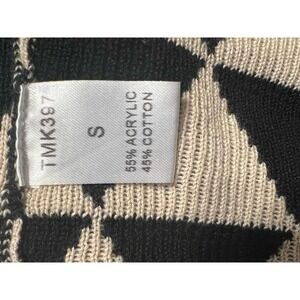 TMK397
S
55% ACRYLIC
45% COTTON